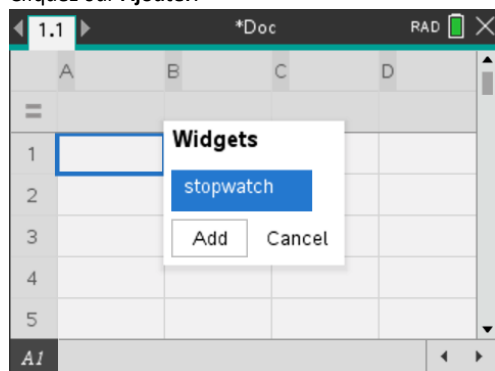 1.1 *Doc RAD
A B C D
=
1
2
3
4
5
Widgets
stopwatch
Add Cancel
A1